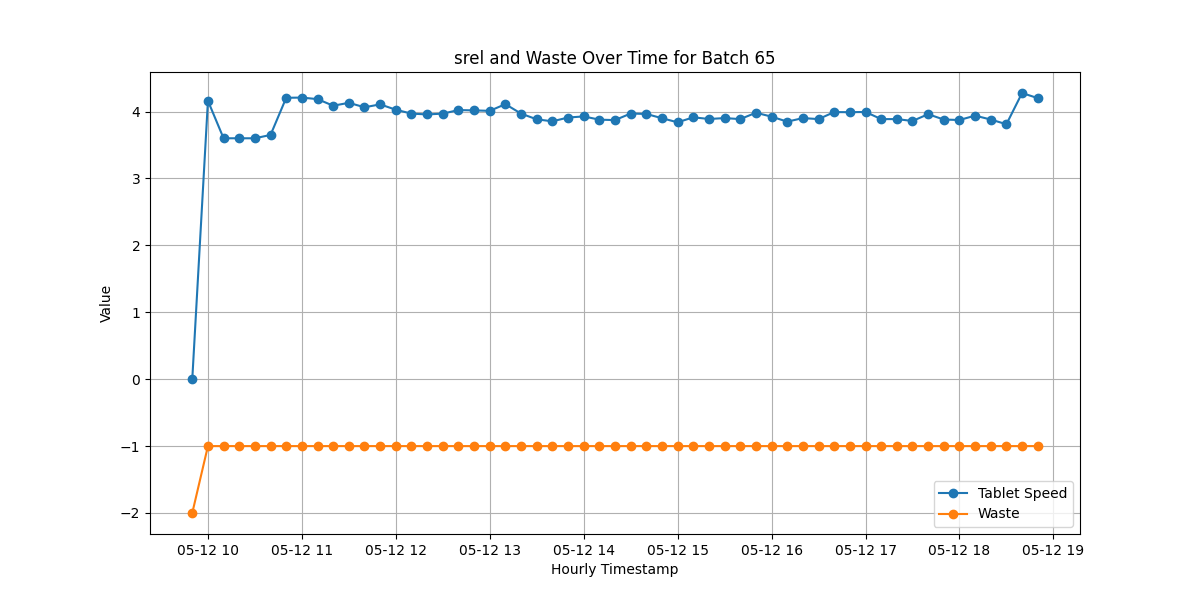 srel and Waste Over Time for Batch 65
Value
4
3
2
1
0
−1
−2
Tablet Speed
Waste
05-12 10 05-12 11 05-12 12 05-12 13 05-12 14 05-12 15 05-12 16 05-12 17 05-12 18 05-12 19
Hourly Timestamp